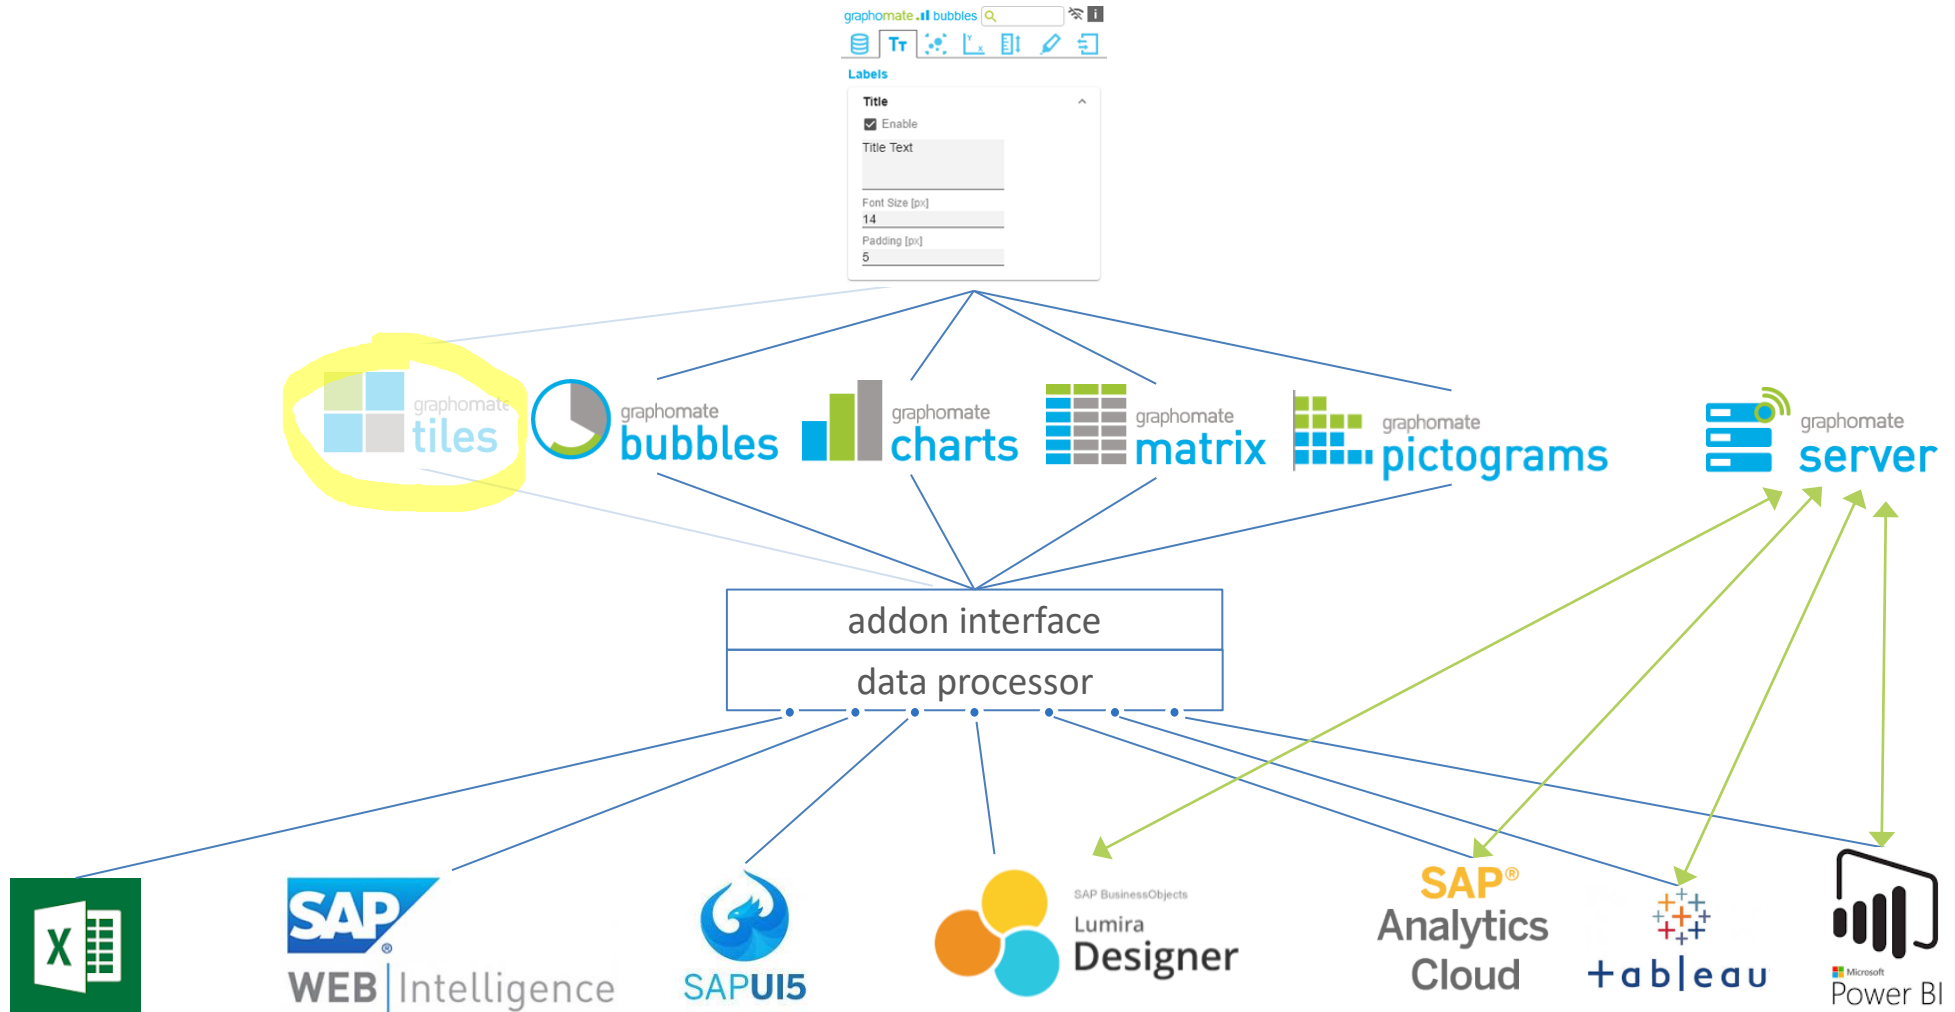 graphomate bubbles
i
TT
Y
X
Labels
Title
Enable
Title Text
Font Size [px]
14
Padding [px]
5
graphomate
tiles
graphomate
bubbles
graphomate
charts
graphomate
matrix
graphomate
pictograms
graphomate
server
addon interface
data processor
X
SAP®
WEB Intelligence
SAPUI5
SAP BusinessObjects
Lumira
Designer
SAP®
Analytics
Cloud
+ableau
Microsoft
Power BI